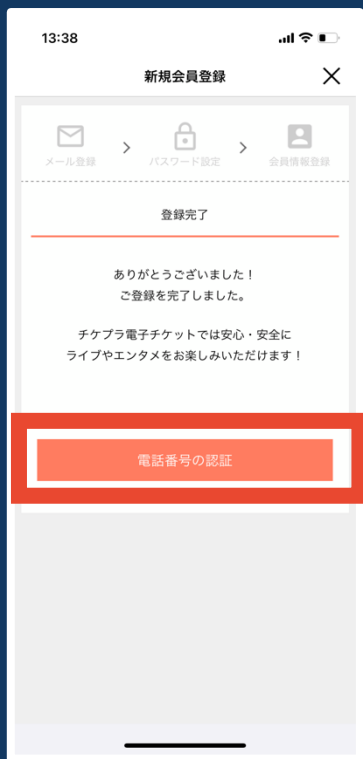 13:38
新規会員登録
メール登録
パスワード設定
会員情報登録
登録完了
ありがとうございました！
ご登録を完了しました。
チケプラ電子チケットでは安心・安全に
ライブやエンタメをお楽しみいただけます！
電話番号の認証